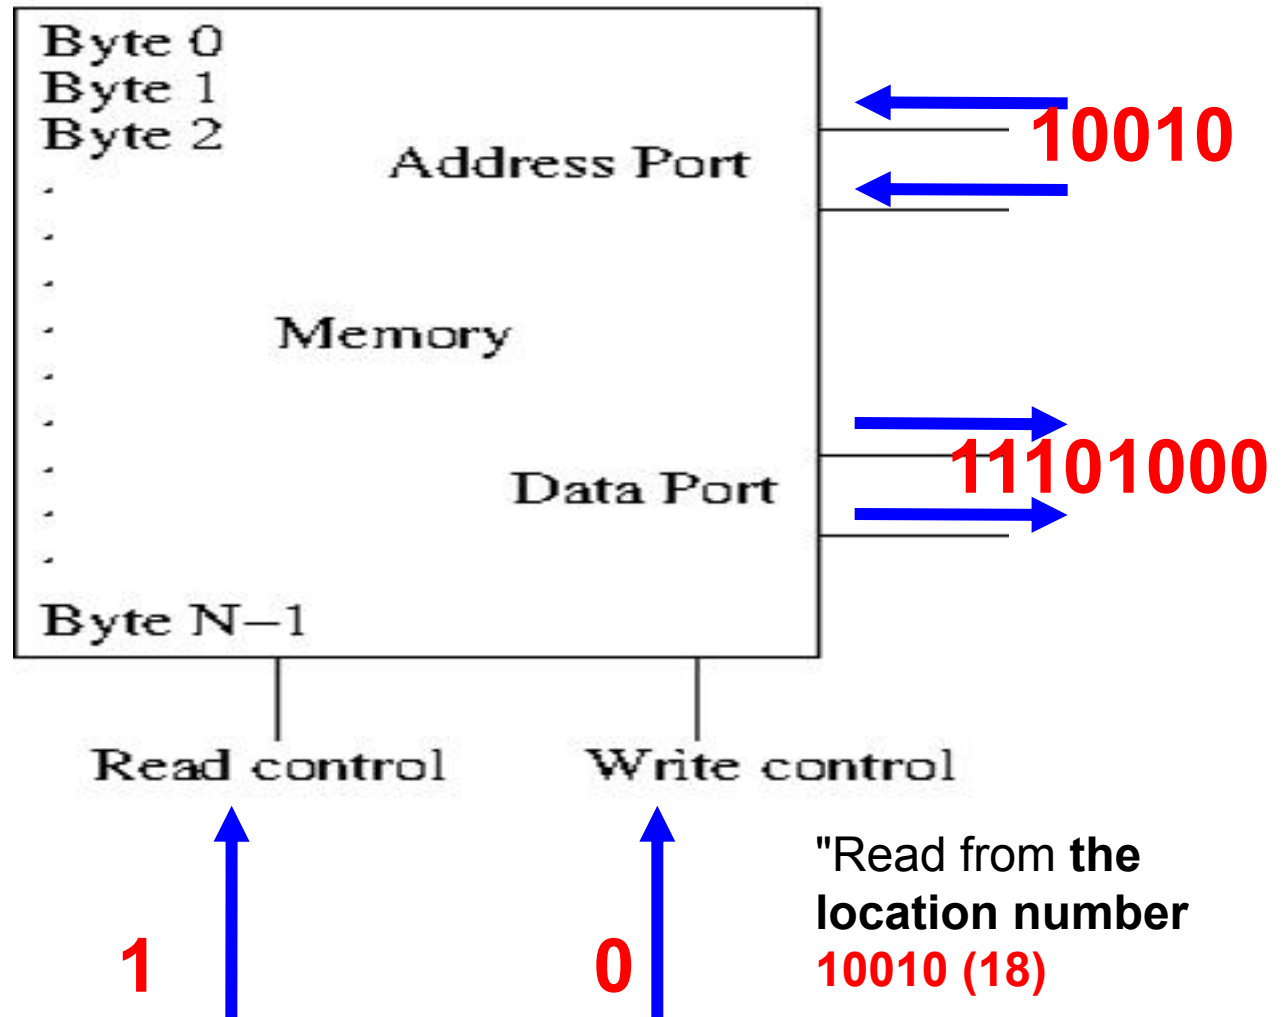 Byte 0
Byte 1
Byte 2
10010
Address Port
Memory
11101000
Data Port
Byte N–1
Read control
Write control
"Read from the
location number
10010 (18)
1
0